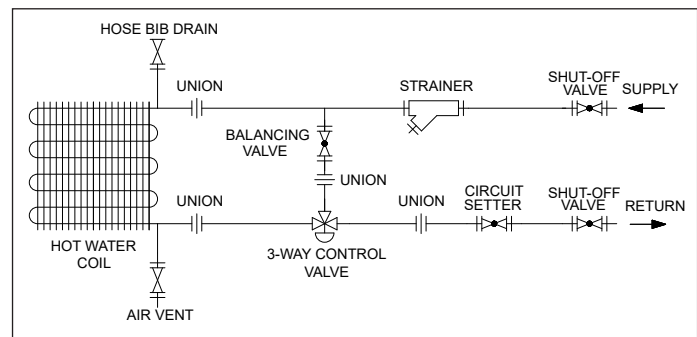 HOSE BIB DRAIN
UNION
STRAINER
SHUT-OFF
VALVE
SUPPLY
BALANCING
VALVE
UNION
UNION
UNION
CIRCUIT
SETTER
SHUT-OFF
VALVE
RETURN
HOT WATER
COIL
3-WAY CONTROL
VALVE
AIR VENT